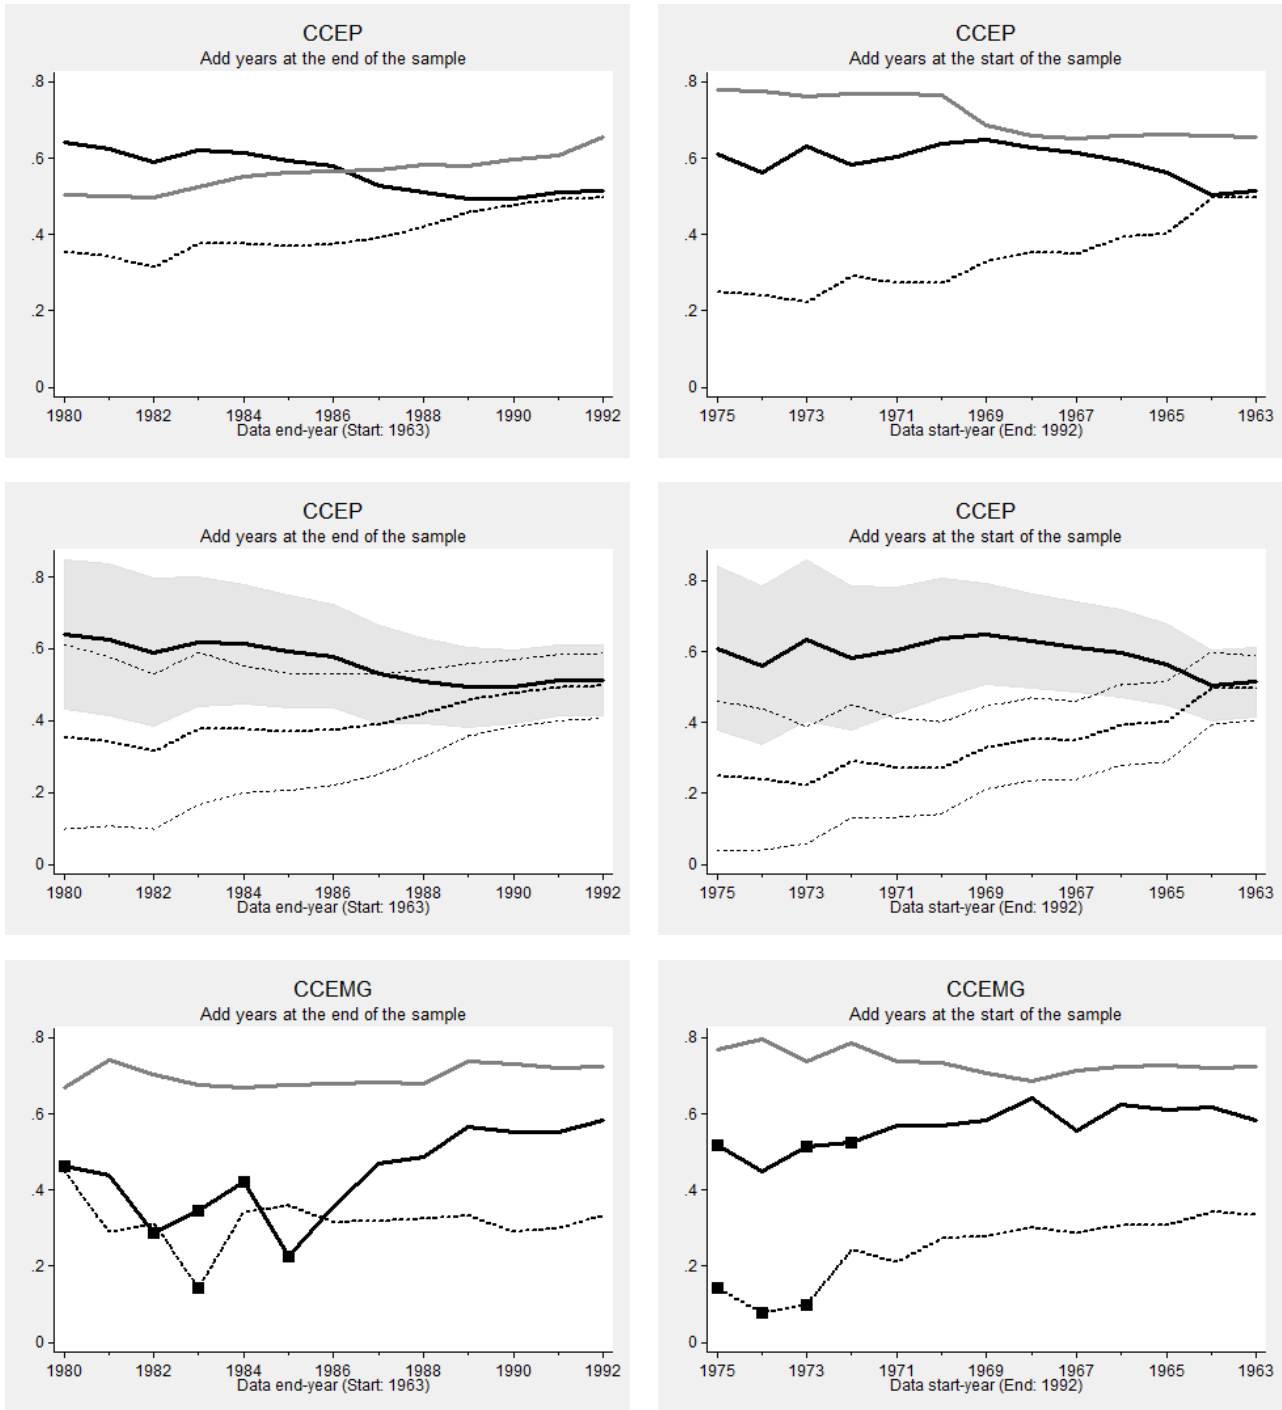 CCEP
Add years at the end of the sample
.8
.6
.4
.2
0
1980 1982 1984 1986 1988 1990 1992
Data end-year (Start: 1963)
CCEP
Add years at the start of the sample
.8
.6
.4
.2
0
1975 1973 1971 1969 1967 1965 1963
Data start-year (End: 1992)
CCEP
Add years at the end of the sample
.8
.6
.4
.2
0
1980 1982 1984 1986 1988 1990 1992
Data end-year (Start: 1963)
CCEP
Add years at the start of the sample
.8
.6
.4
.2
0
1975 1973 1971 1969 1967 1965 1963
Data start-year (End: 1992)
CCEMG
Add years at the end of the sample
.8
.6
.4
.2
0
1980 1982 1984 1986 1988 1990 1992
Data end-year (Start: 1963)
CCEMG
Add years at the start of the sample
.8
.6
.4
.2
0
1975 1973 1971 1969 1967 1965 1963
Data start-year (End: 1992)